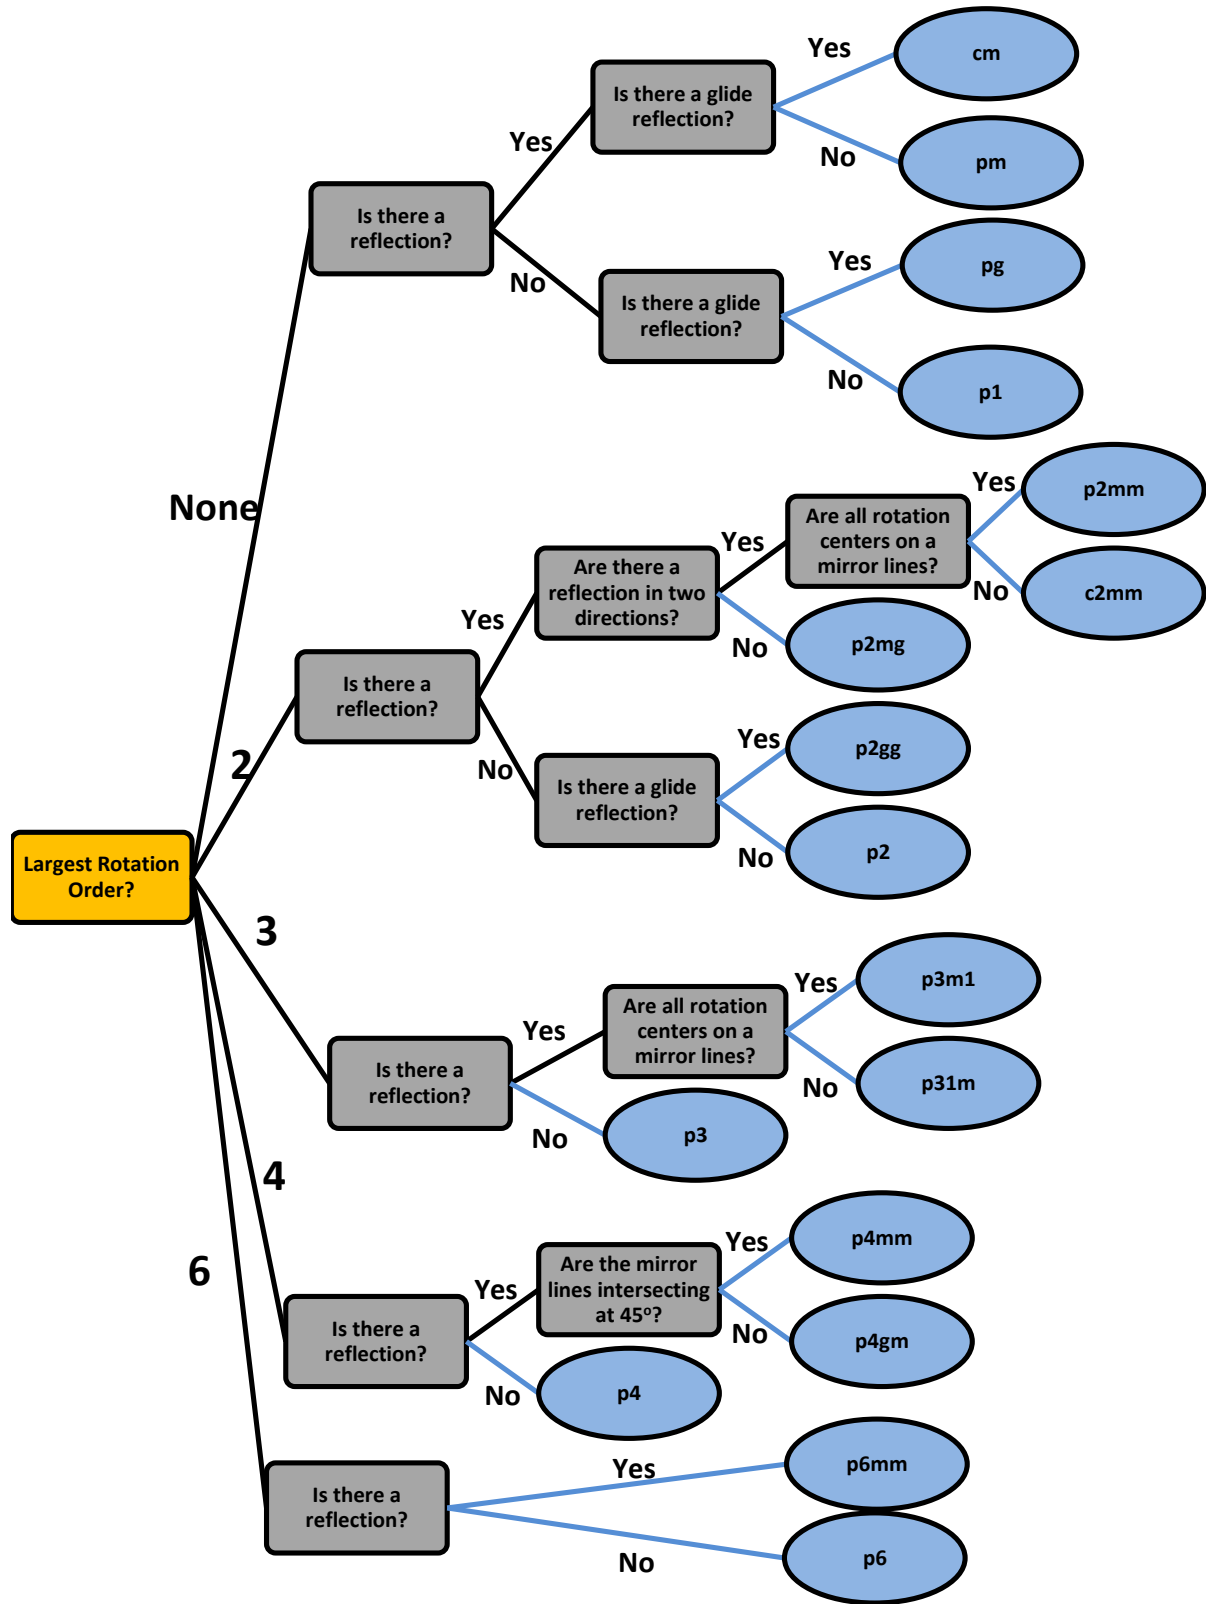 Yes
cm
Is there a glide
reflection?
Yes
No
pm
Is there a
reflection?
No
Yes
pg
Is there a glide
reflection?
No
p1
None
Yes
p2mm
Are all rotation
centers on a
mirror lines?
Yes
No
c2mm
Are there a
reflection in two
directions?
Yes
No
p2mg
Is there a
reflection?
2
No
Yes
p2gg
Is there a glide
reflection?
No
p2
Largest Rotation
Order?
3
Yes
p3m1
Are all rotation
centers on a
mirror lines?
Yes
No
p31m
Is there a
reflection?
No
p3
4
Yes
p4mm
Are the mirror
lines intersecting
at 45º?
Yes
No
p4gm
6
Is there a
reflection?
No
p4
Yes
p6mm
Is there a
reflection?
No
p6